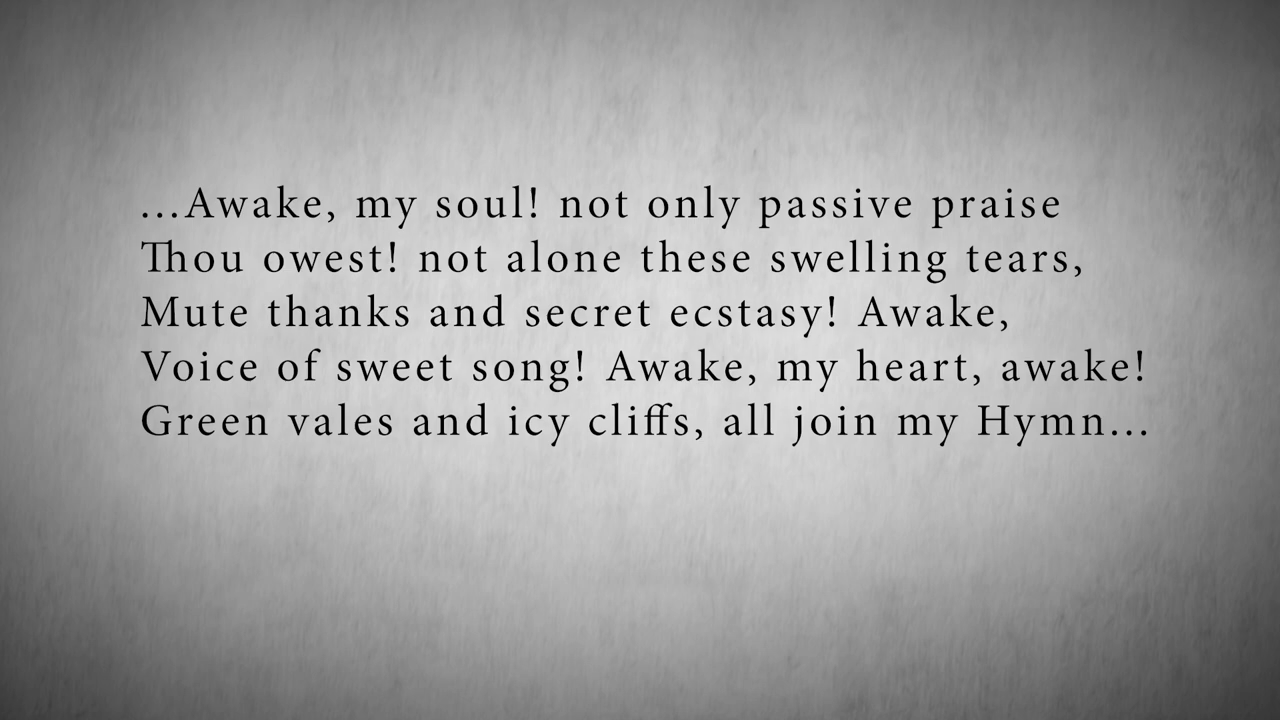 ...Awake, my soul! not only passive praise
Thou owest! not alone these swelling tears,
Mute thanks and secret ecstasy! Awake,
Voice of sweet song! Awake, my heart, awake!
Green vales and icy cliffs, all join my Hymn...